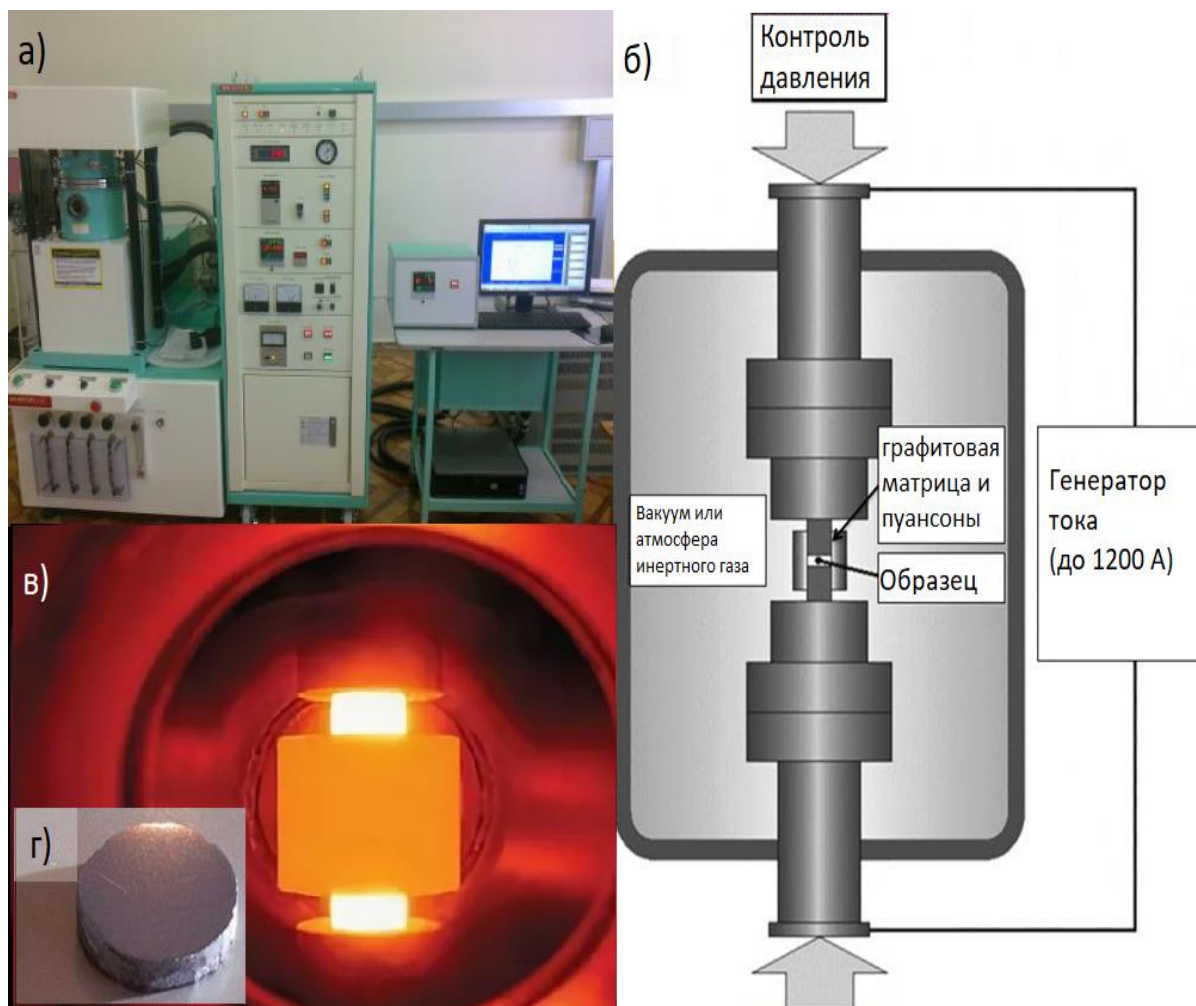 а)
б)
Контроль
давления
графитовая
матрица и
пуансоны
Генератор
тока
(до 1200 А)
Вакуум или
атмосфера
инертного газа
Образец
в)
г)